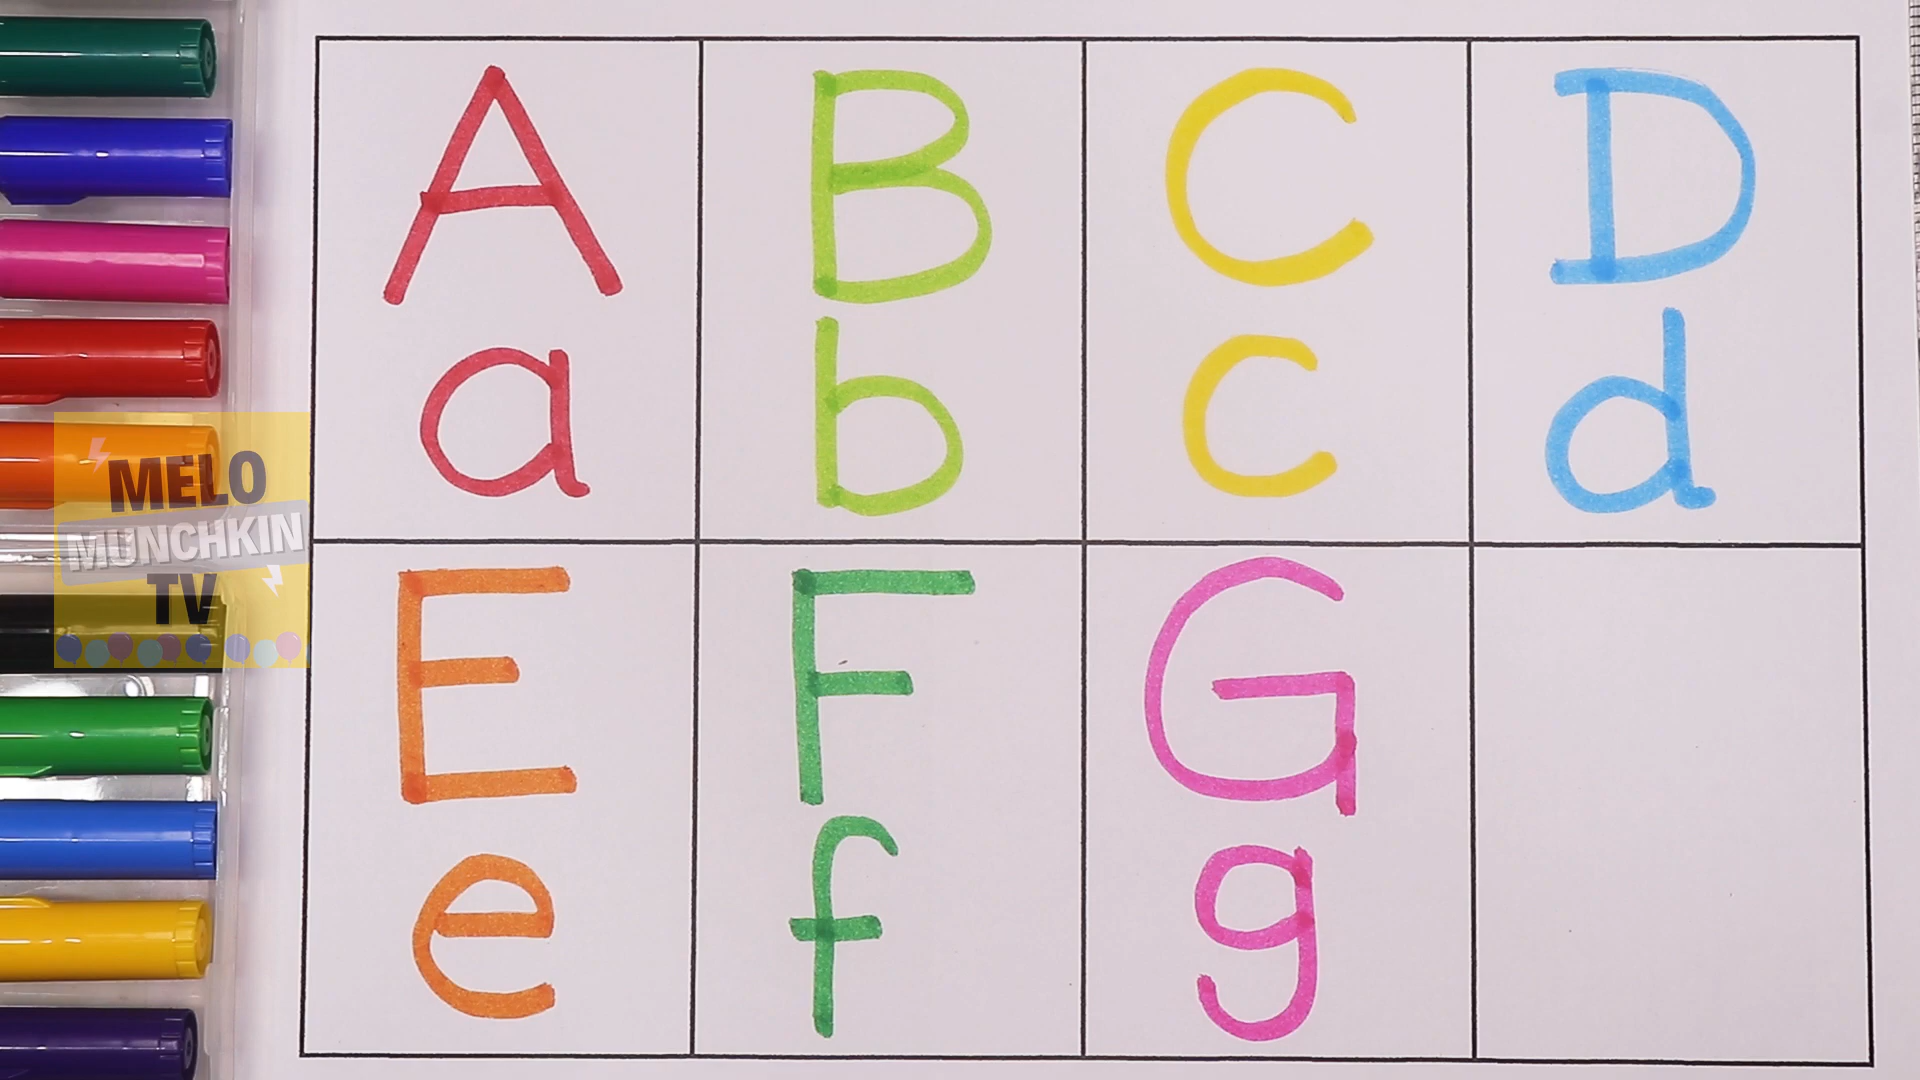 A B C D
a b c d
E F G
e f g
MELO
MUNCHKIN
TV